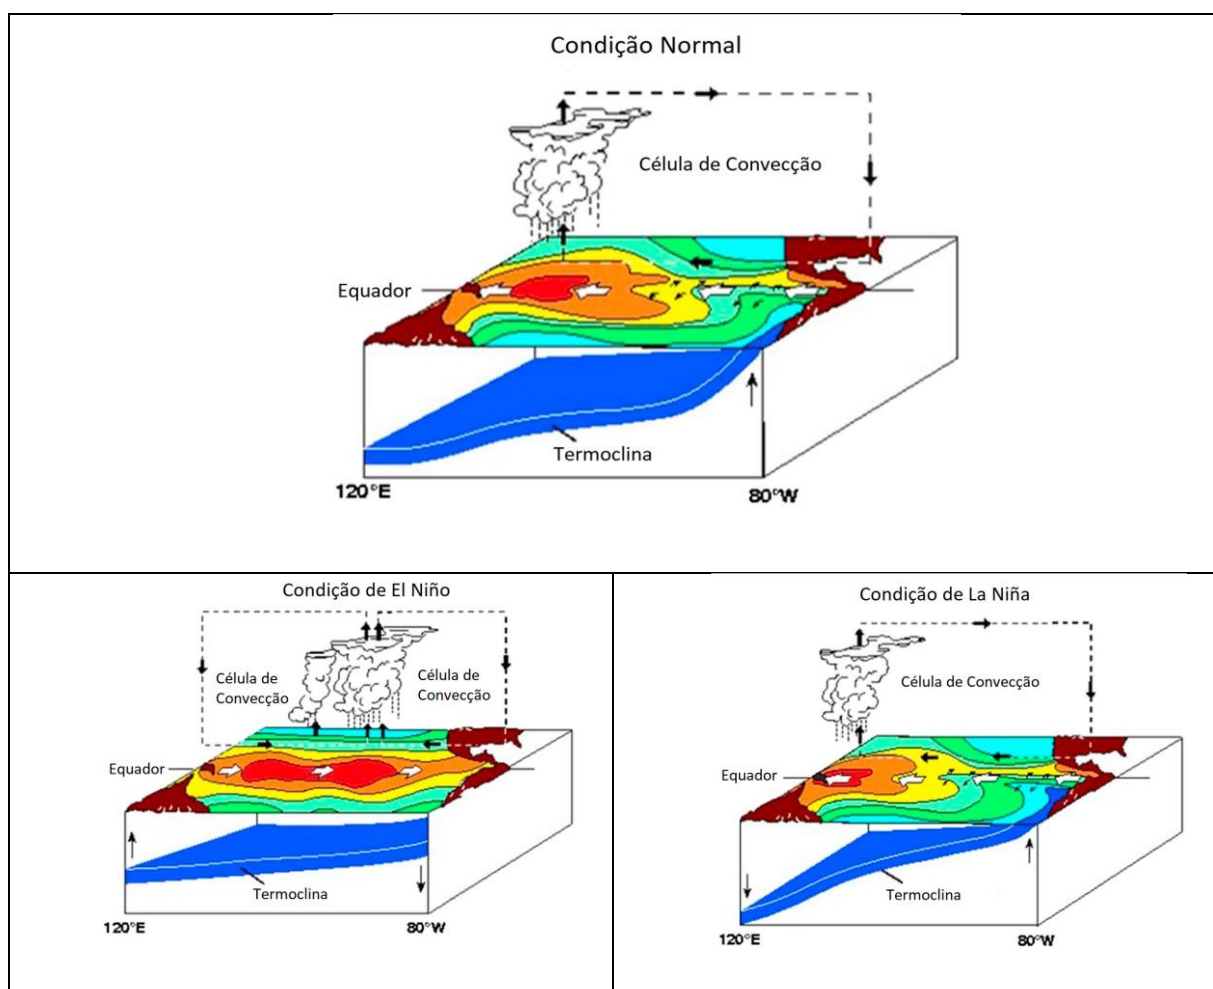 Condição Normal
Célula de Convecção
Equador
Termoclina
120°E
80°W
Condição de El Niño
Célula de
Convecção
Célula de
Convecção
Equador
Termoclina
120°E
80°W
Condição de La Niña
Célula de Convecção
Equador
Termoclina
120°E
80°W